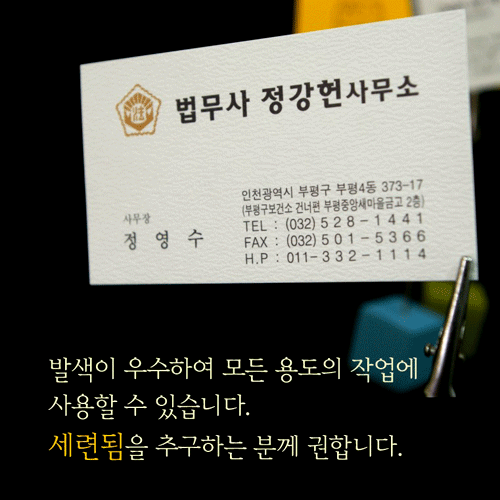 법무사 정강헌사무소
인천광역시 부평구 부평4동 373-17
(부평구보건소 건너편 부평중앙새마을금고 2층)
사무장
정영수
TEL : (032) 528-1441
FAX : (032) 501-5366
H.P : 011-332-1114
발색이 우수하여 모든 용도의 작업에
사용할 수 있습니다.
세련됨을 추구하는 분께 권합니다.